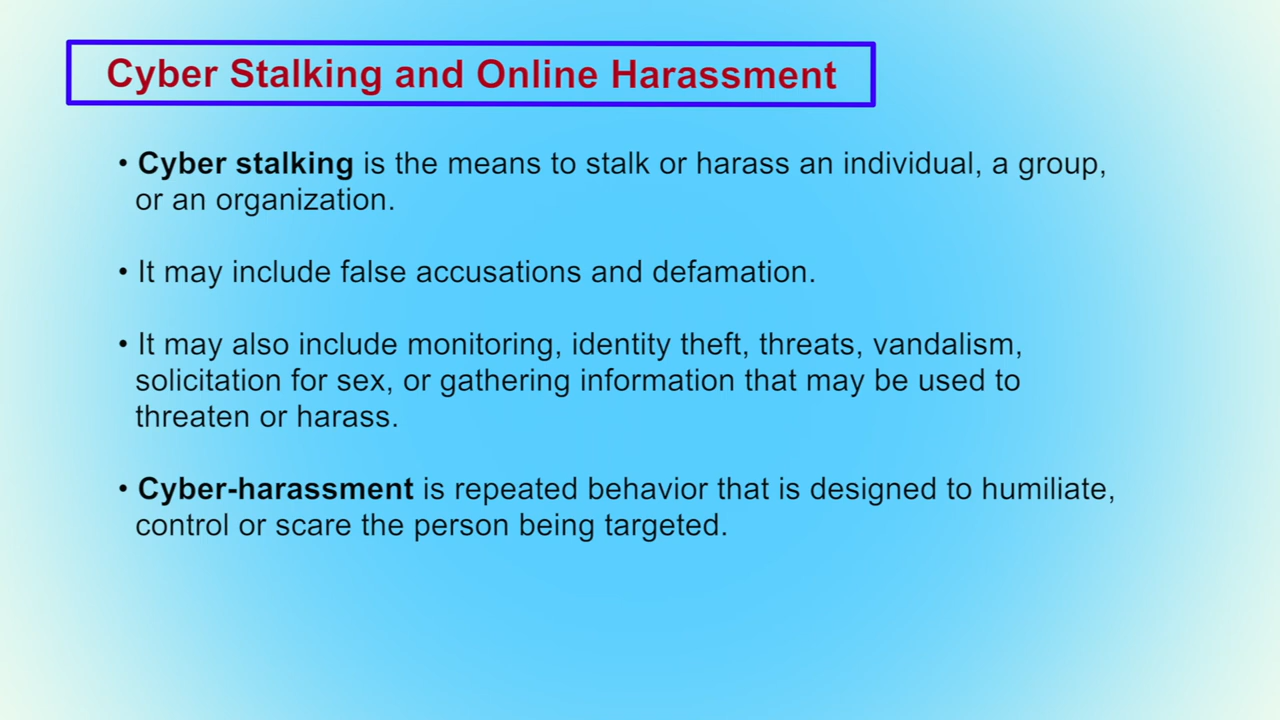 Cyber Stalking and Online Harassment
• Cyber stalking is the means to stalk or harass an individual, a group,
or an organization.
• It may include false accusations and defamation.
• It may also include monitoring, identity theft, threats, vandalism,
solicitation for sex, or gathering information that may be used to
threaten or harass.
• Cyber-harassment is repeated behavior that is designed to humiliate,
control or scare the person being targeted.